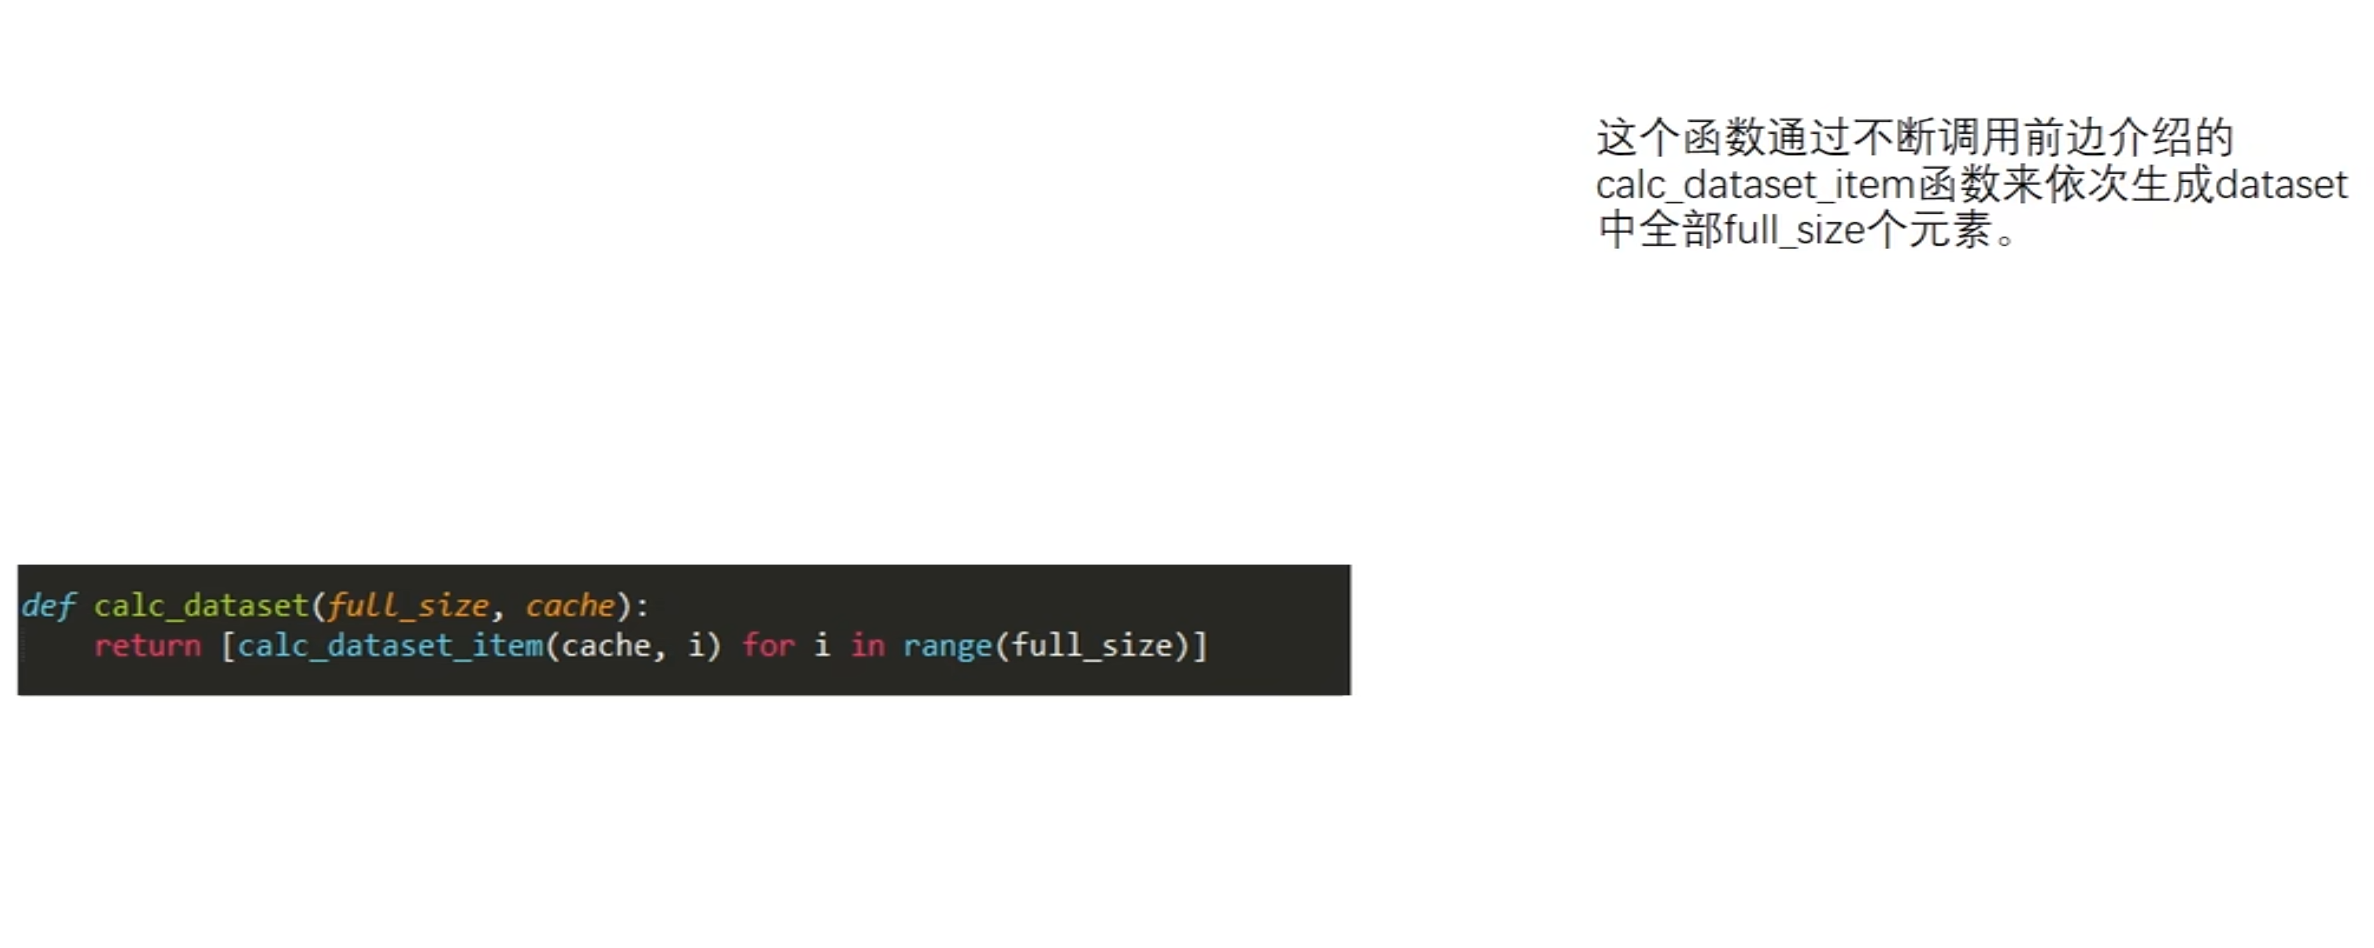 这个函数通过不断调用前边介绍的
calc_dataset_item函数来依次生成dataset
中全部full_size个元素。
def calc_dataset(full_size, cache):
    return [calc_dataset_item(cache, i) for i in range(full_size)]